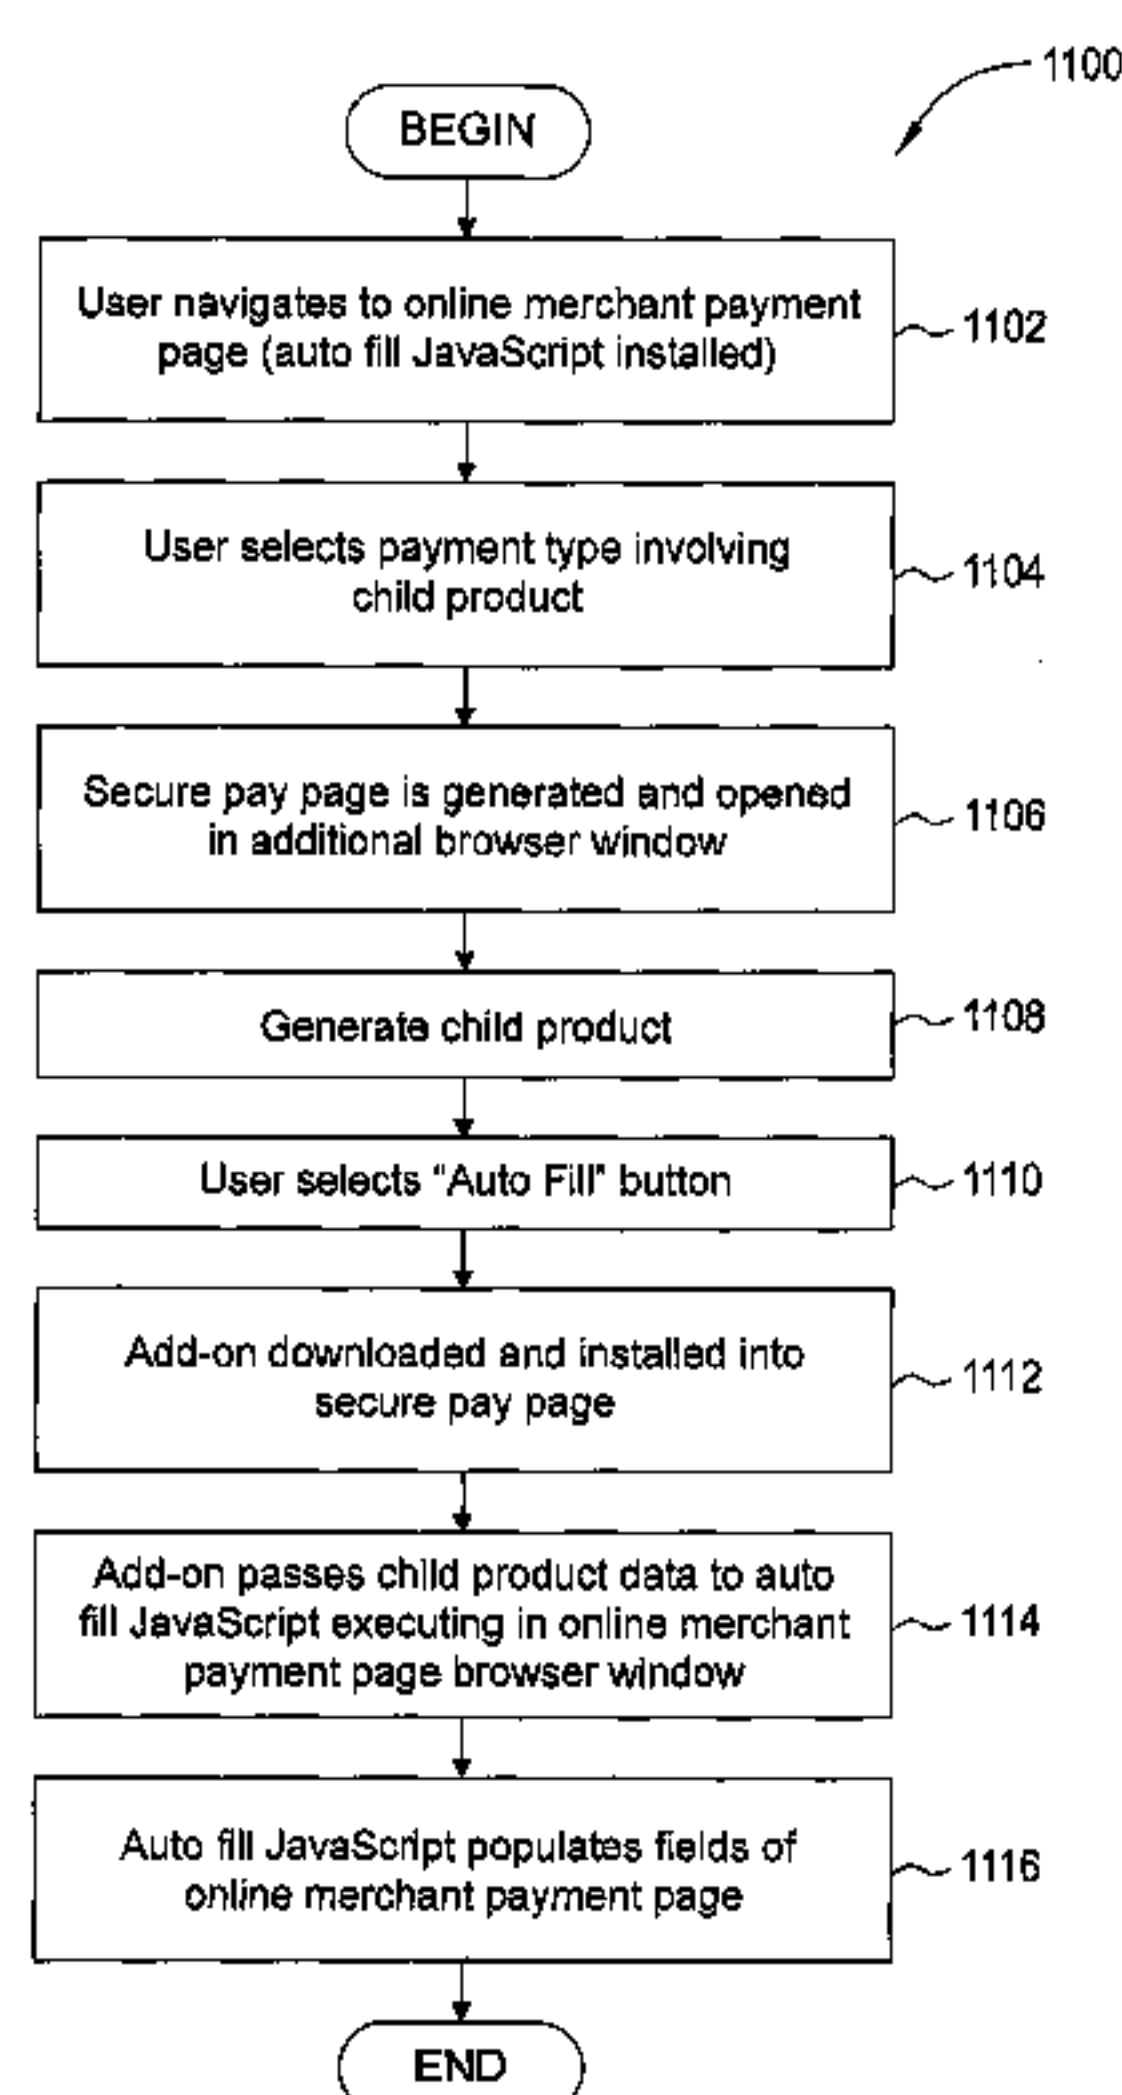 1100
BEGIN
User navigates to online merchant payment
page (auto fill JavaScript installed)
1102
User selects payment type involving
child product
1104
Secure pay page is generated and opened
in additional browser window
1106
Generate child product
1108
User selects "Auto Fill" button
1110
Add-on downloaded and installed into
secure pay page
1112
Add-on passes child product data to auto
fill JavaScript executing in online merchant
payment page browser window
1114
Auto fill JavaScript populates fields of
online merchant payment page
1116
END